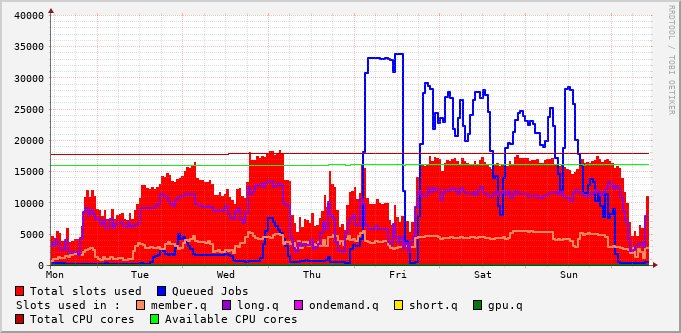 40000
35000
30000
25000
20000
15000
10000
5000
0
Mon Tue Wed Thu Fri Sat Sun
RRDTOOL / TOBI OETIKER
Total slots used Queued Jobs
Slots used in : member.q long.q ondemand.q short.q gpu.q
Total CPU cores Available CPU cores